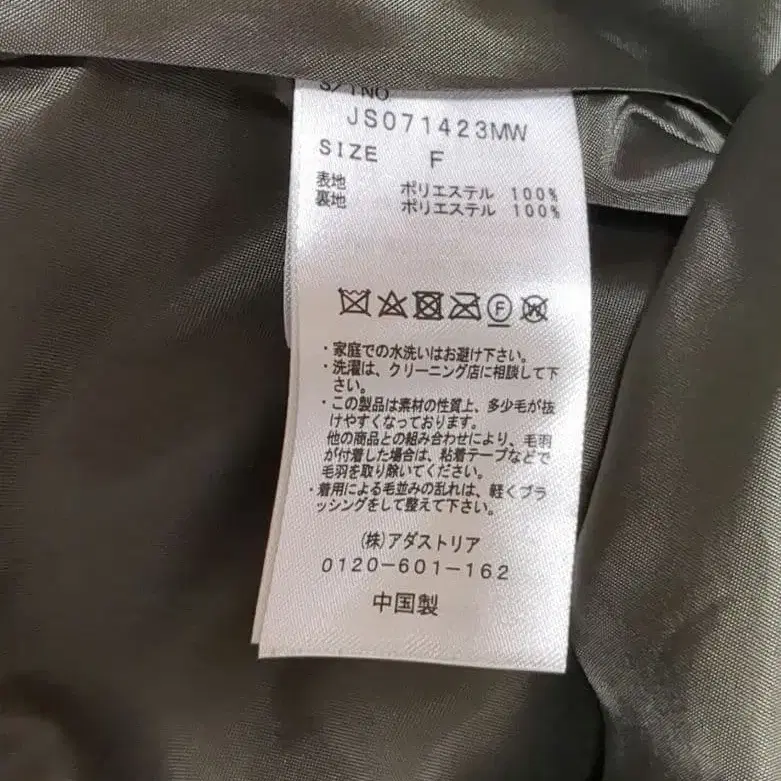 S/TNO
JS071423MW
SIZE F
表地 ポリエステル 100%
裏地 ポリエステル 100%
F W
・家庭での水洗いはお避け下さい。
・洗濯は、クリーニング店に相談して下
さい。
・この製品は素材の性質上、多少毛が抜
けやすくなっております。
他の商品との組み合わせにより、毛羽
が付着した場合は、粘着テープなどで
毛羽を取り除いてください。
・着用による毛並みの乱れは、軽くブラ
ッシングをして整えて下さい。
(株)アダストリア
0120-601-162
中国製